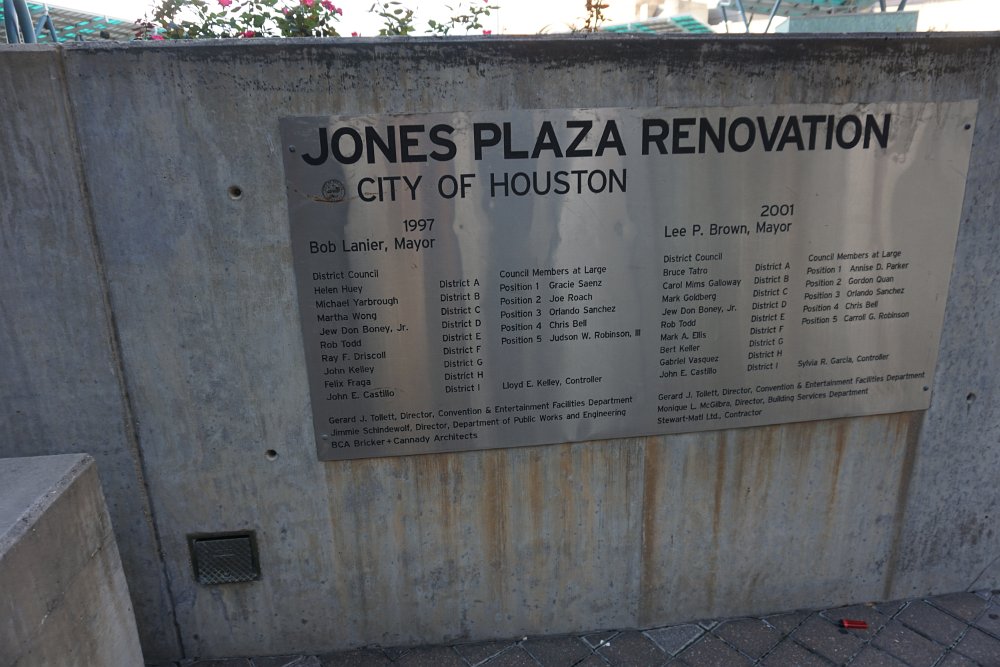 JONES PLAZA RENOVATION
CITY OF HOUSTON
1997
Bob Lanier, Mayor
District Council
Helen Huey District A
Michael Yarbrough District B
Martha Wong District C
Jew Don Boney, Jr. District D
Rob Todd District E
Ray F. Driscoll District F
John Kelley District G
Felix Fraga District H
John E. Castillo District I
Council Members at Large
Position 1 Gracie Saenz
Position 2 Joe Roach
Position 3 Orlando Sanchez
Position 4 Chris Bell
Position 5 Judson W. Robinson, III
Lloyd E. Kelley, Controller
Gerard J. Tollett, Director, Convention & Entertainment Facilities Department
Jimmie Schindewolf, Director, Department of Public Works and Engineering
BCA Bricker+Cannady Architects
2001
Lee P. Brown, Mayor
District Council
Bruce Tatro District A
Carol Mims Galloway District B
Mark Goldberg District C
Jew Don Boney, Jr. District D
Rob Todd District E
Mark A. Ellis District F
Bert Keller District G
Gabriel Vasquez District H
John E. Castillo District I
Council Members at Large
Position 1 Annise D. Parker
Position 2 Gordon Quan
Position 3 Orlando Sanchez
Position 4 Chris Bell
Position 5 Carroll G. Robinson
Sylvia R. Garcia, Controller
Gerard J. Tollett, Director, Convention & Entertainment Facilities Department
Monique L. McGilbra, Director, Building Services Department
Stewart-Matl Ltd., Contractor